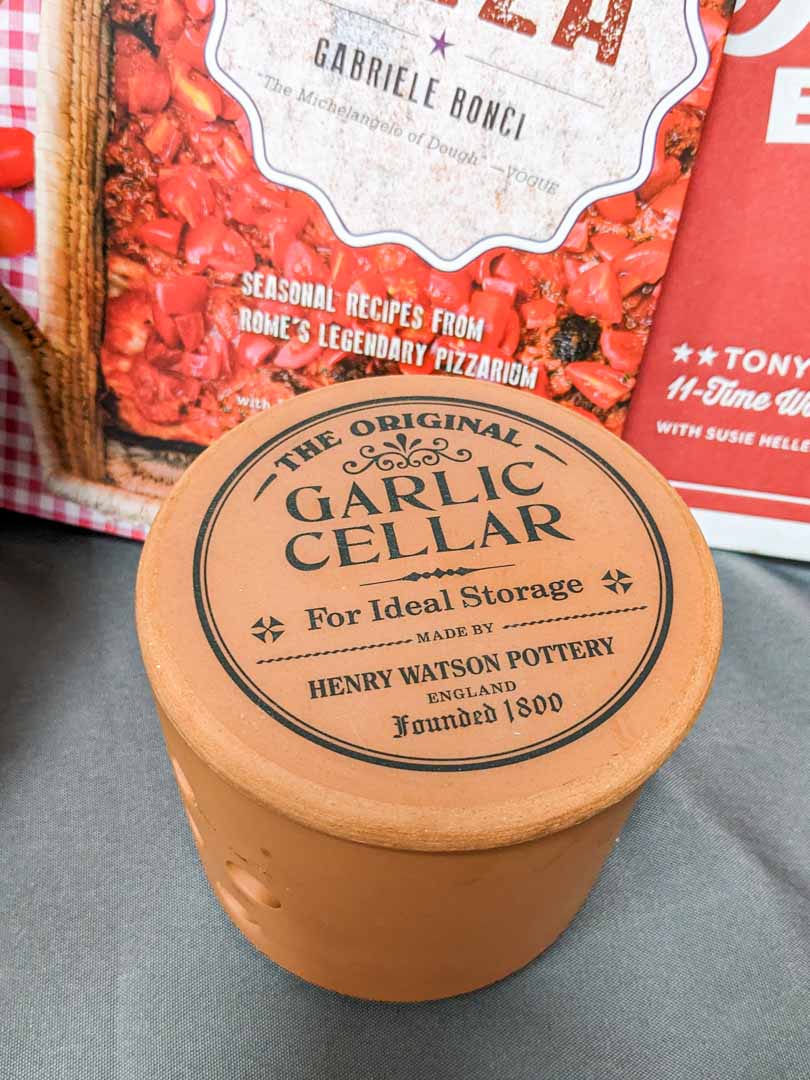 GABRIELE BONCI
"The Michelangelo of Dough" —VOGUE
SEASONAL RECIPES FROM
ROME'S LEGENDARY PIZZARIUM
with
★★TONY
11-Time
WITH SUSIE HELLE
THE ORIGINAL
GARLIC
CELLAR
For Ideal Storage
MADE BY
HENRY WATSON POTTERY
ENGLAND
Founded 1800